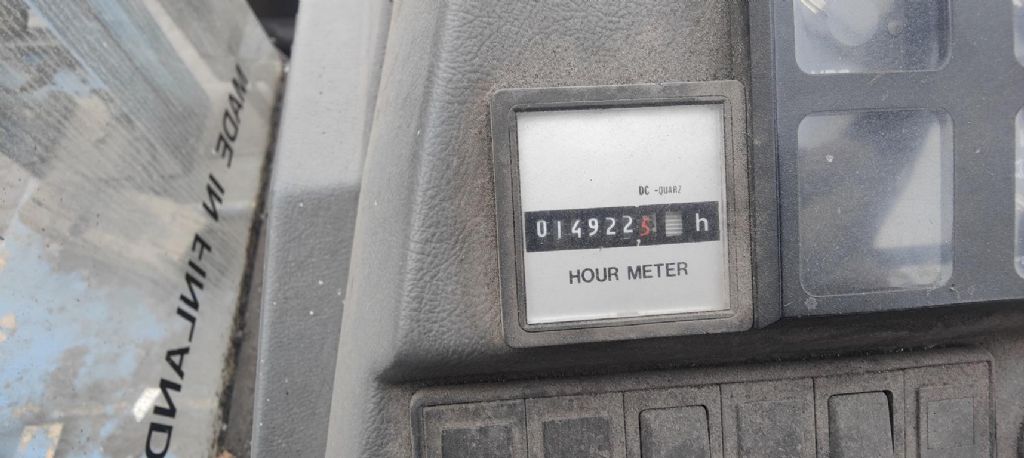 MADE IN FINLAND
DC -QUARZ
0149225 h
HOUR METER